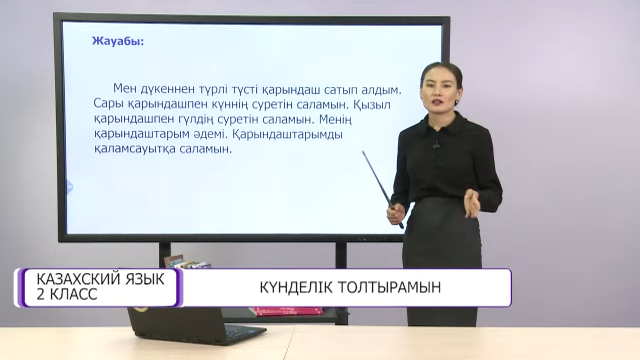 Жауабы:
Мен дүкеннен түрлі түсті қарындаш сатып алдым.
Сары қарындашпен күннің суретін саламын. Қызыл
қарындашпен гүлдің суретін саламын. Менің
қарындаштарым әдемі. Қарындаштарымды
қаламсауытқа саламын.
КАЗАХСКИЙ ЯЗЫК
2 КЛАСС
КҮНДЕЛІК ТОЛТЫРАМЫН